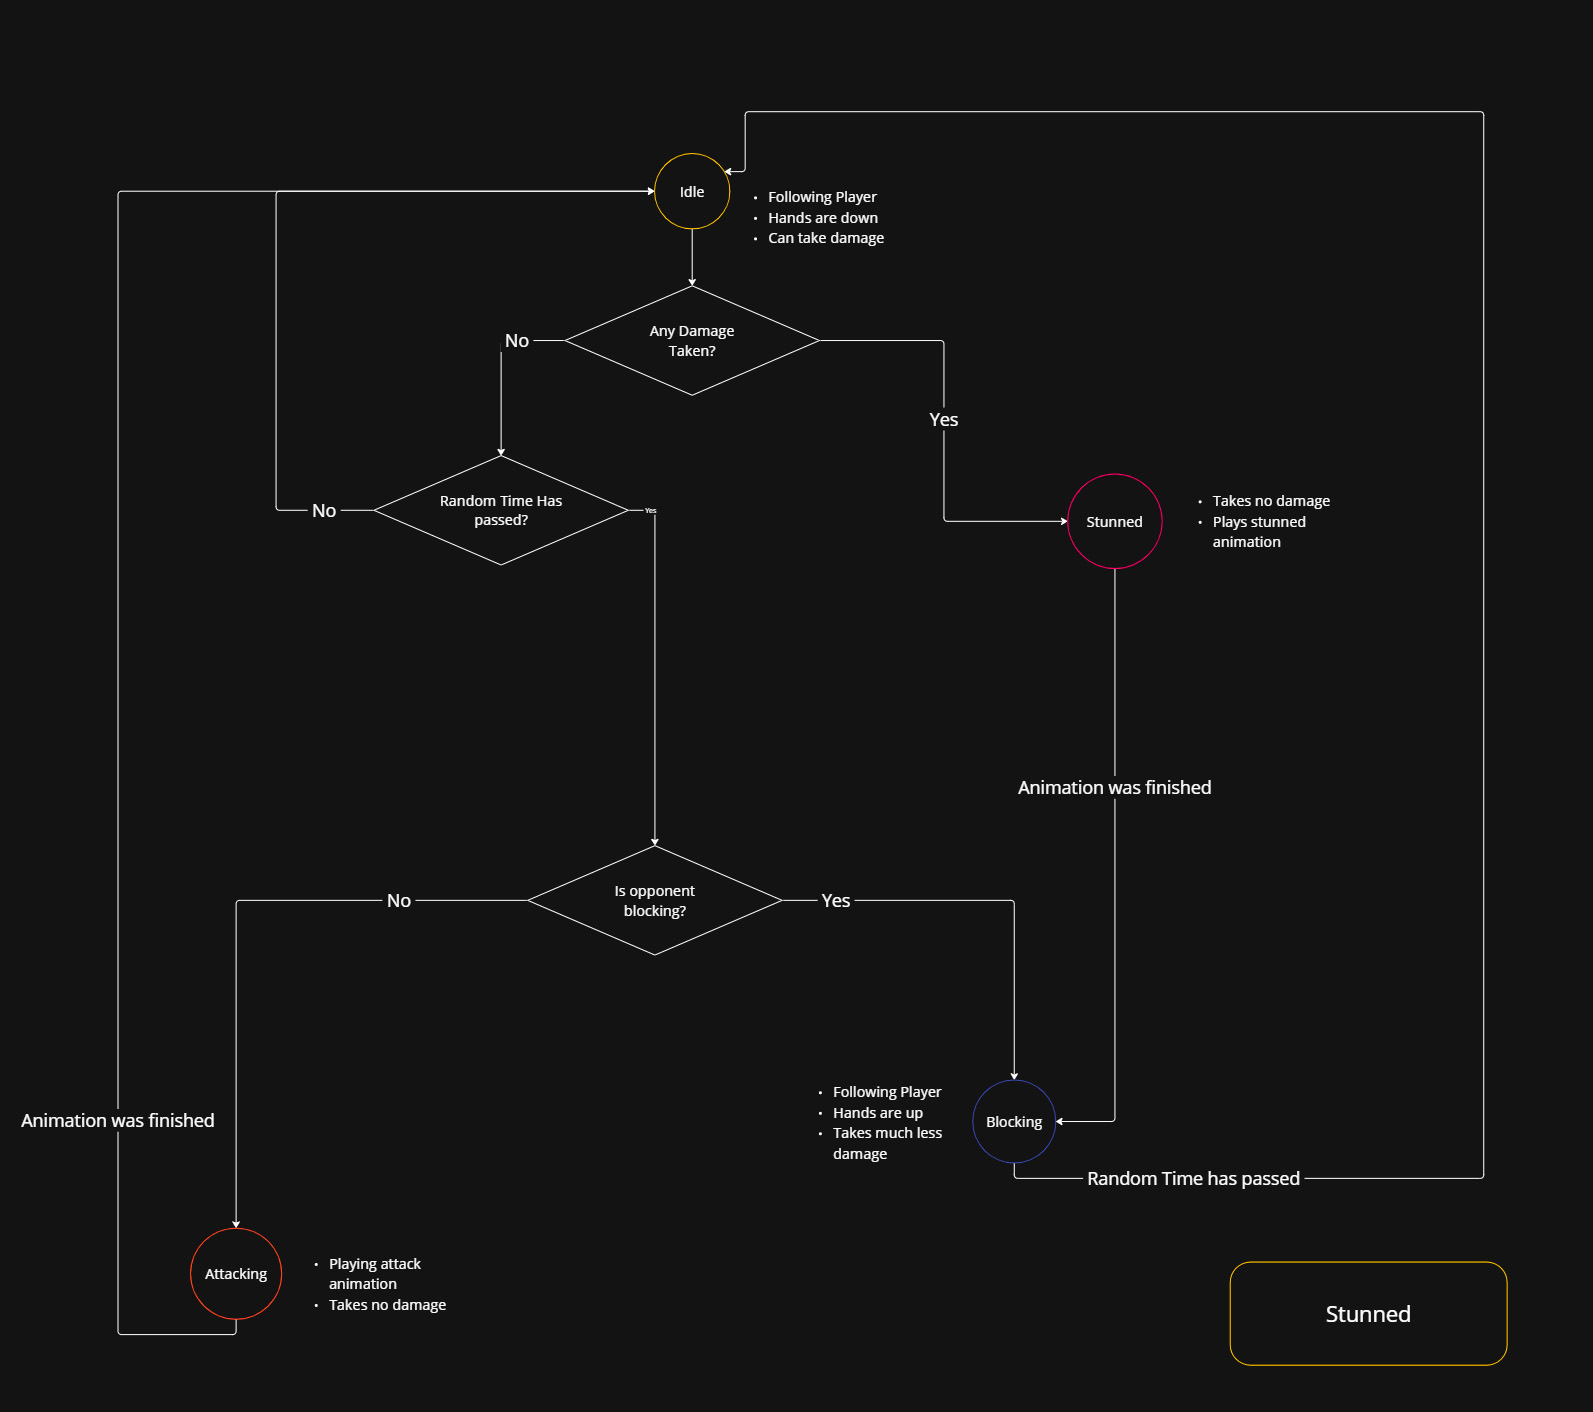 Idle
Following Player
Hands are down
Can take damage
Any Damage
Taken?
No
Yes
Random Time Has
passed?
No
Yes
Stunned
Takes no damage
Plays stunned
animation
Animation was finished
Is opponent
blocking?
No
Yes
Following Player
Hands are up
Takes much less
damage
Blocking
Animation was finished
Random Time has passed
Attacking
Playing attack
animation
Takes no damage
Stunned